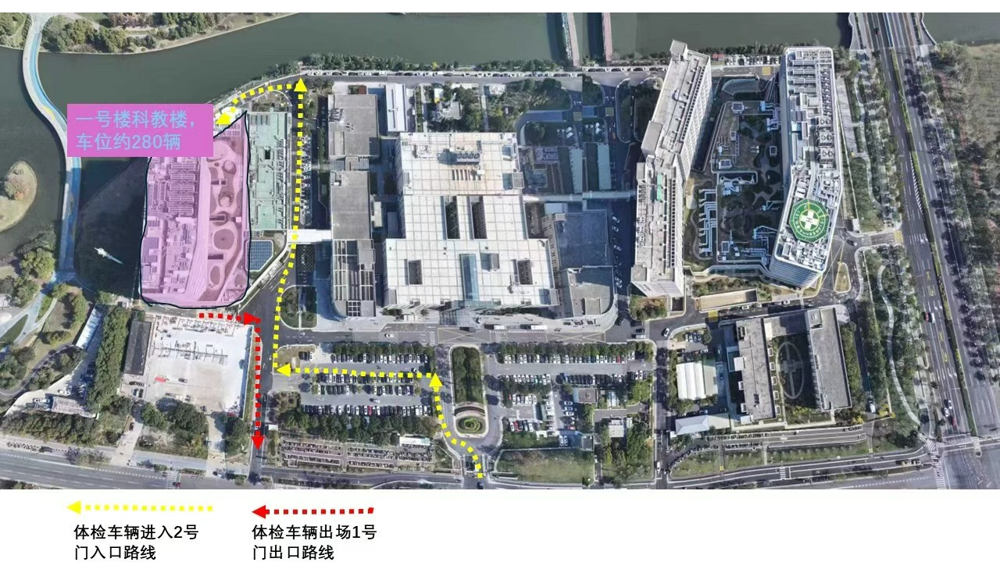 一号楼科教楼，
车位约280辆
体检车辆进入2号
门入口路线
体检车辆出场1号
门出口路线